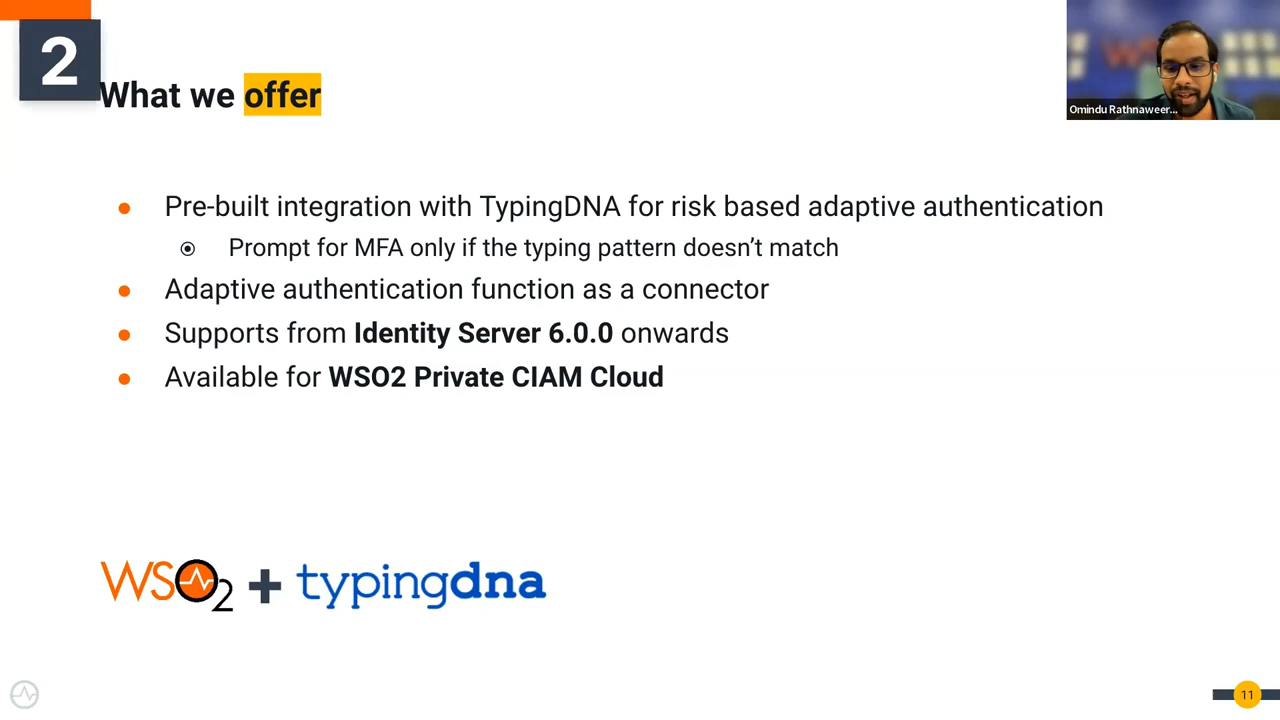 2
What we offer
Omindu Rathnaweer...
Pre-built integration with TypingDNA for risk based adaptive authentication
Prompt for MFA only if the typing pattern doesn't match
Adaptive authentication function as a connector
Supports from Identity Server 6.0.0 onwards
Available for WSO2 Private CIAM Cloud
WSO2 + typingdna
11